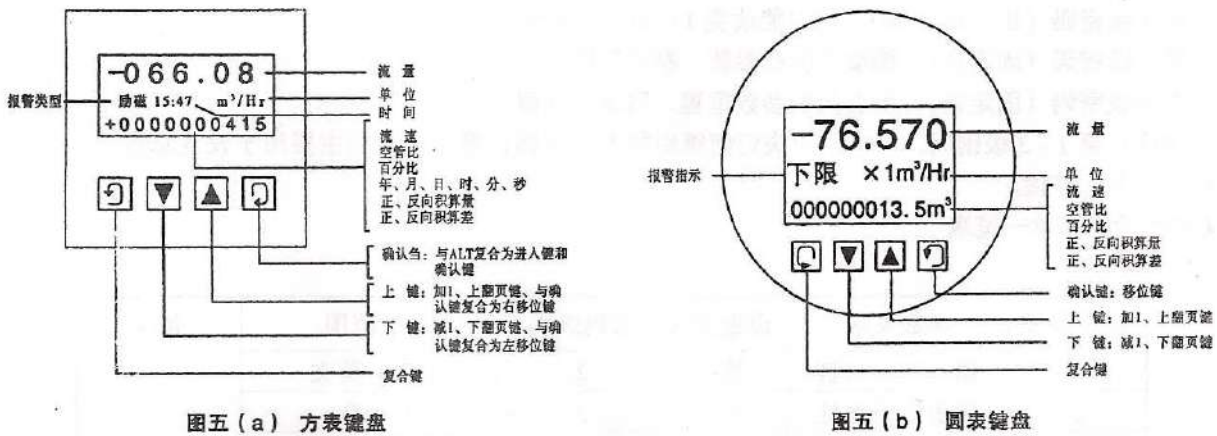 -066.08
流 量
报警类型
励磁 15:47 m³/Hr
单 位
时 间
+0000000415
流 速
空管比
百分比
年、月、日、时、分、秒
正、反向积算量
正、反向积算差
确认当：与ALT复合为进入键和
确认键
上 键：加1、上翻页键、与确
认键复合为右移位键
下 键：减1、下翻页键、与确
认键复合为左移位键
复合键
图五（a） 方表键盘
-76.570
流 量
报警指示
下限 ×1m³/Hr
单 位
000000013.5m³
流 速
空管比
百分比
正、反向积算量
正、反向积算差
确认键：移位键
上 键：加1、上翻页键
下 键：减1、下翻页键
复合键
图五（b） 圆表键盘